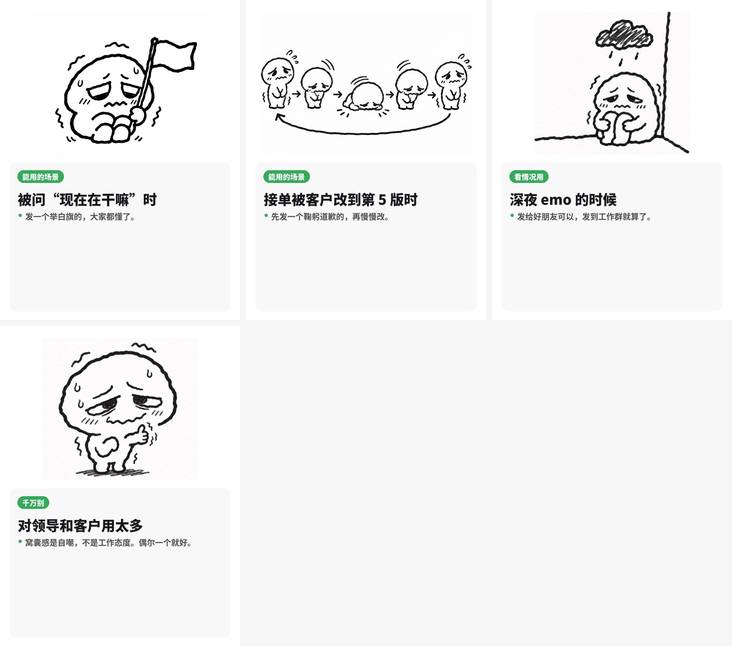 能用的场景
被问“现在在干嘛”时
发一个举白旗的，大家都懂了。
能用的场景
接单被客户改到第 5 版时
先发一个鞠躬道歉的，再慢慢改。
看情况用
深夜 emo 的时候
发给好朋友可以，发到工作群就算了。
千万别
对领导和客户用太多
窝囊感是自嘲，不是工作态度。偶尔一个就好。